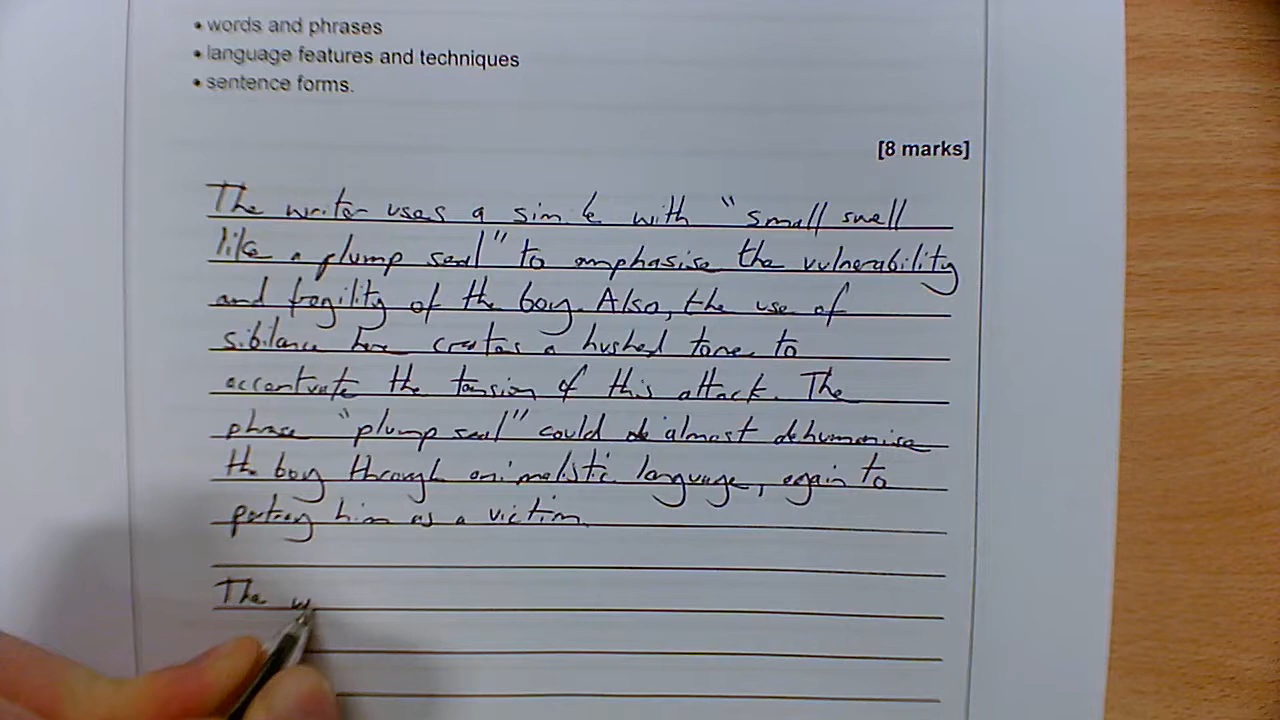 • words and phrases
• language features and techniques
• sentence forms.
[8 marks]
The writer uses a simile with "small swell
like a plump seal" to emphasise the vulnerability
and fragility of the boy. Also, the use of
sibilance here creates a hushed tone to
accentuate the tension of this attack. The
phrase "plump seal" could almost dehumanise
the boy through animalistic language, again to
portray him as a victim.
The w